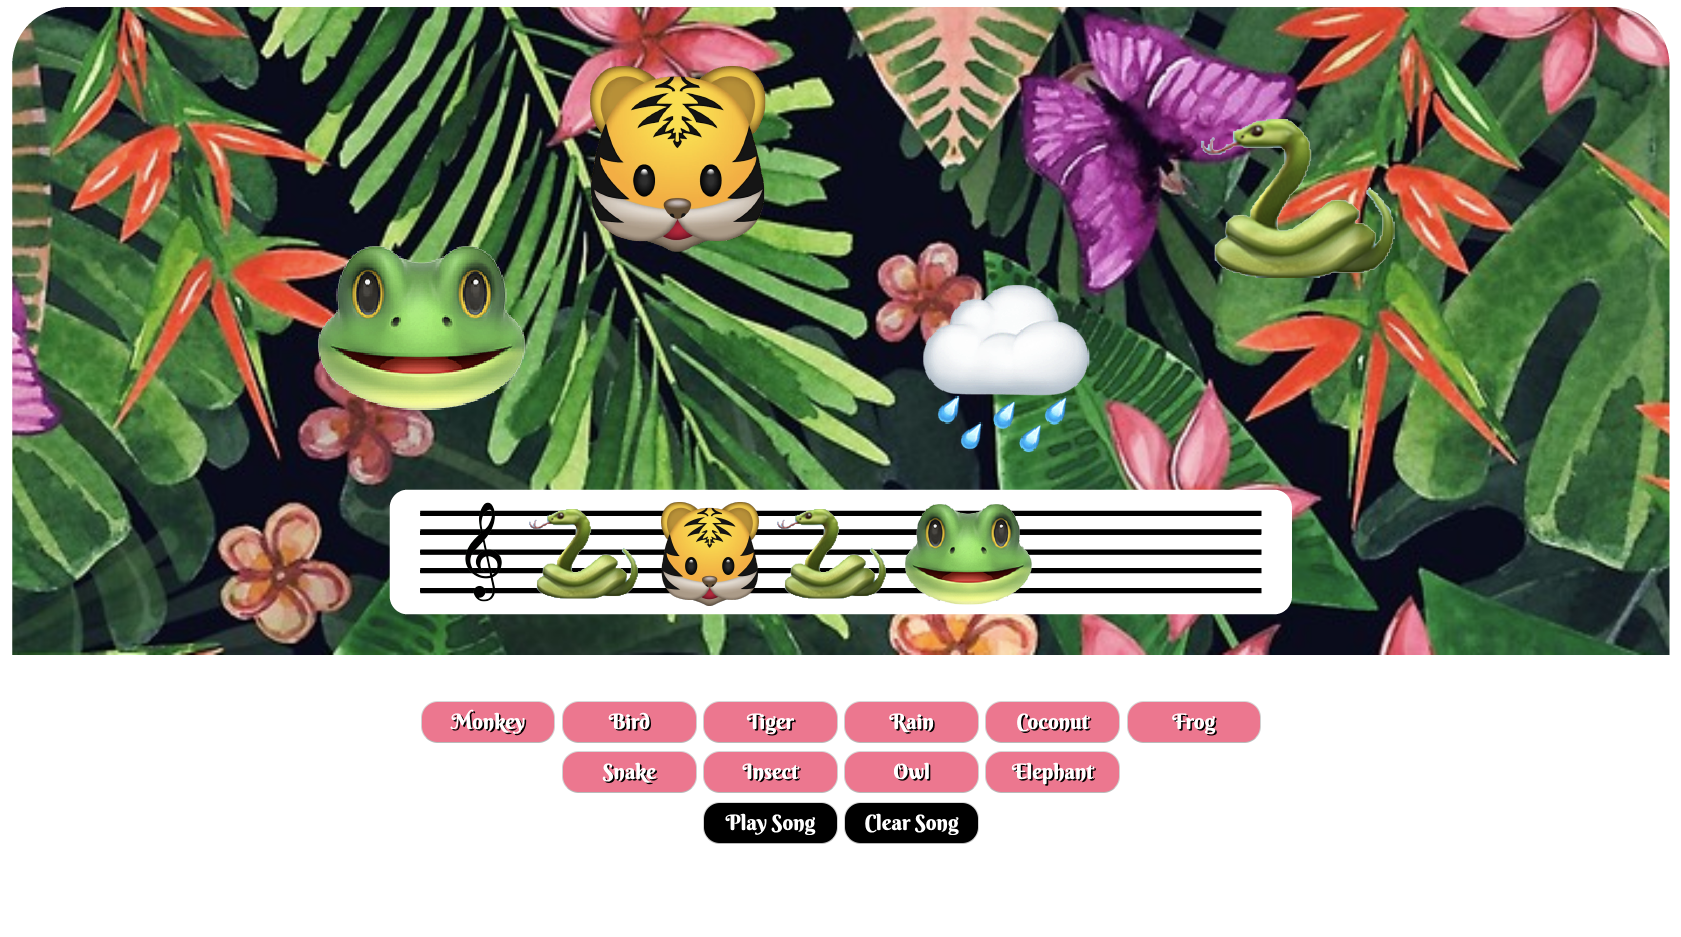 Monkey Bird Tiger Rain Coconut Frog
Snake Insect Owl Elephant
Play Song Clear Song